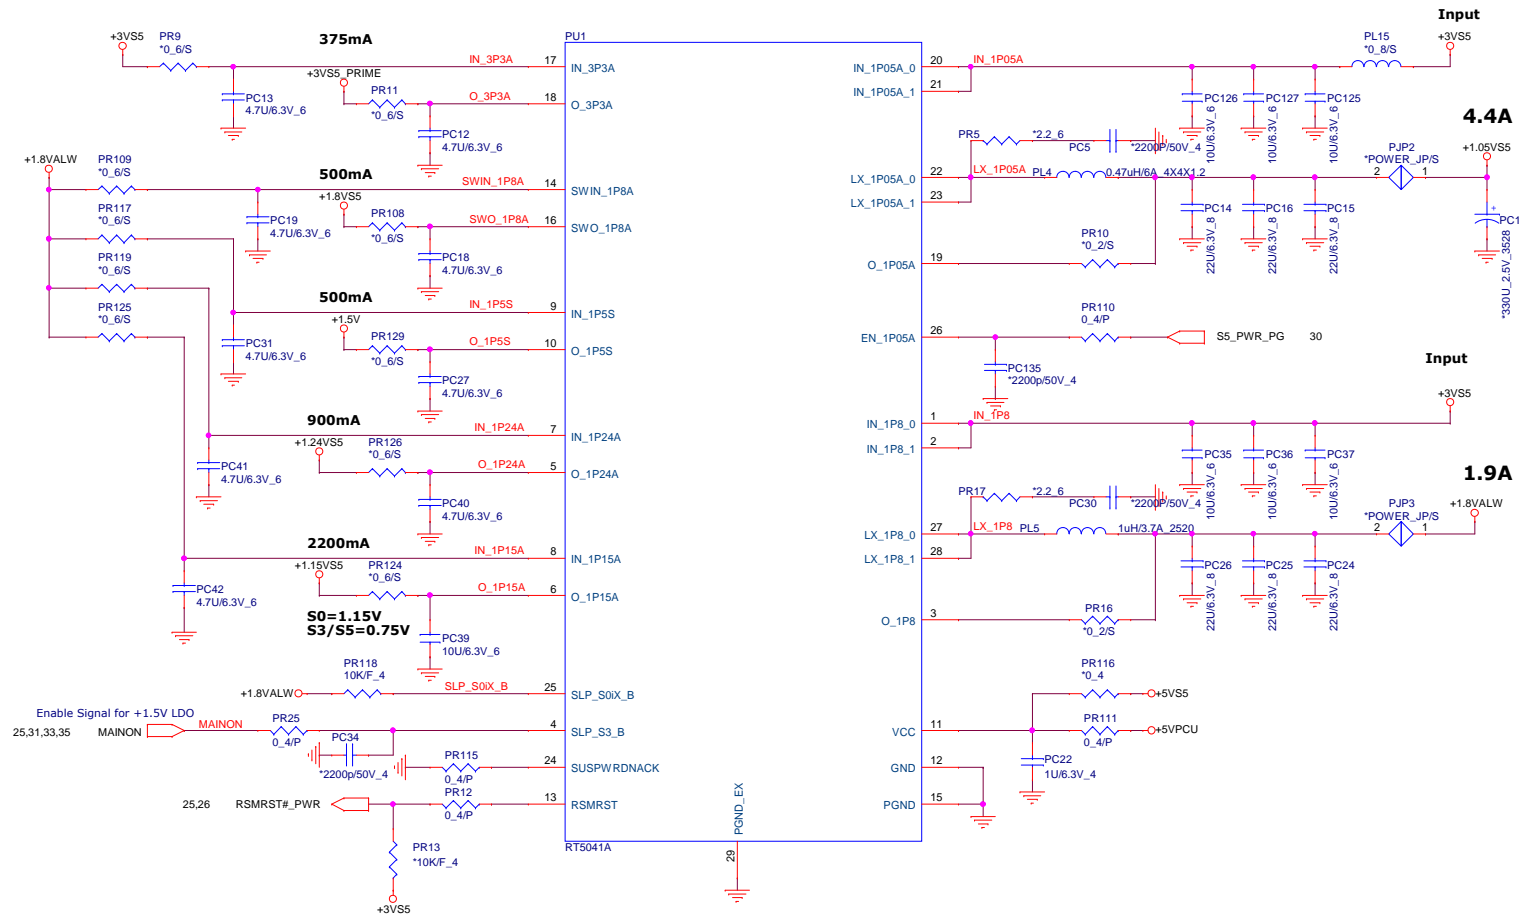 Input
+3VS5
PR9
*0_6/S
375mA
PU1
PL15
*0_8/S
+3VS5
IN_3P3A
17
IN_3P3A
IN_1P05A_0
20
IN_1P05A
+3VS5_PRIME
PR11
*0_6/S
O_3P3A
18
O_3P3A
IN_1P05A_1
21
PC13
4.7U/6.3V_6
PC12
4.7U/6.3V_6
PC126
10U/6.3V_6
PC127
10U/6.3V_6
PC125
10U/6.3V_6
4.4A
PR5
*2.2_6
PC5
*2200P/50V_4
PJP2
*POWER_JP/S
+1.05VS5
+1.8VALW
PR109
*0_6/S
500mA
SWIN_1P8A
14
SWIN_1P8A
LX_1P05A_0
22
LX_1P05A
PL4
0.47uH/6A_4X4X1.2
2
1
LX_1P05A_1
23
PR117
*0_6/S
+1.8VS5
PR108
*0_6/S
SWO_1P8A
16
SWO_1P8A
PC19
4.7U/6.3V_6
PC18
4.7U/6.3V_6
PC14
22U/6.3V_8
PC16
22U/6.3V_8
PC15
22U/6.3V_8
+
PC1
*330U_2.5V_3528
PR119
*0_6/S
PR10
*0_2/S
O_1P05A
19
PR125
*0_6/S
500mA
IN_1P5S
9
IN_1P5S
+1.5V
PR129
*0_6/S
O_1P5S
10
O_1P5S
EN_1P05A
26
PR110
0_4/P
S5_PWR_PG
30
PC31
4.7U/6.3V_6
PC27
4.7U/6.3V_6
PC135
*2200p/50V_4
Input
+3VS5
900mA
IN_1P24A
7
IN_1P24A
IN_1P8_0
1
IN_1P8
IN_1P8_1
2
+1.24VS5
PR126
*0_6/S
O_1P24A
5
O_1P24A
PC41
4.7U/6.3V_6
PC40
4.7U/6.3V_6
PC35
10U/6.3V_6
PC36
10U/6.3V_6
PC37
10U/6.3V_6
1.9A
PR17
*2.2_6
PC30
*2200P/50V_4
PJP3
*POWER_JP/S
+1.8VALW
LX_1P8_0
27
LX_1P8
PL5
1uH/3.7A_2520
2
1
LX_1P8_1
28
2200mA
IN_1P15A
8
IN_1P15A
+1.15VS5
PR124
*0_6/S
O_1P15A
6
O_1P15A
PC42
4.7U/6.3V_6
PC26
22U/6.3V_8
PC25
22U/6.3V_8
PC24
22U/6.3V_8
S0=1.15V
S3/S5=0.75V
PC39
10U/6.3V_6
O_1P8
3
PR16
*0_2/S
PR118
10K/F_4
+1.8VALW
SLP_S0iX_B
25
SLP_S0iX_B
PR116
*0_4
+5VS5
Enable Signal for +1.5V LDO
25,31,33,35
MAINON
MAINON
PR25
0_4/P
4
SLP_S3_B
VCC
11
PR111
0_4/P
+5VPCU
PC34
*2200p/50V_4
PC22
1U/6.3V_4
PR115
0_4/P
24
SUSPWRDNACK
GND
12
25,26
RSMRST#_PWR
PR12
0_4/P
13
RSMRST
PGND
15
PR13
*10K/F_4
+3VS5
RT5041A
PGND_EX
29